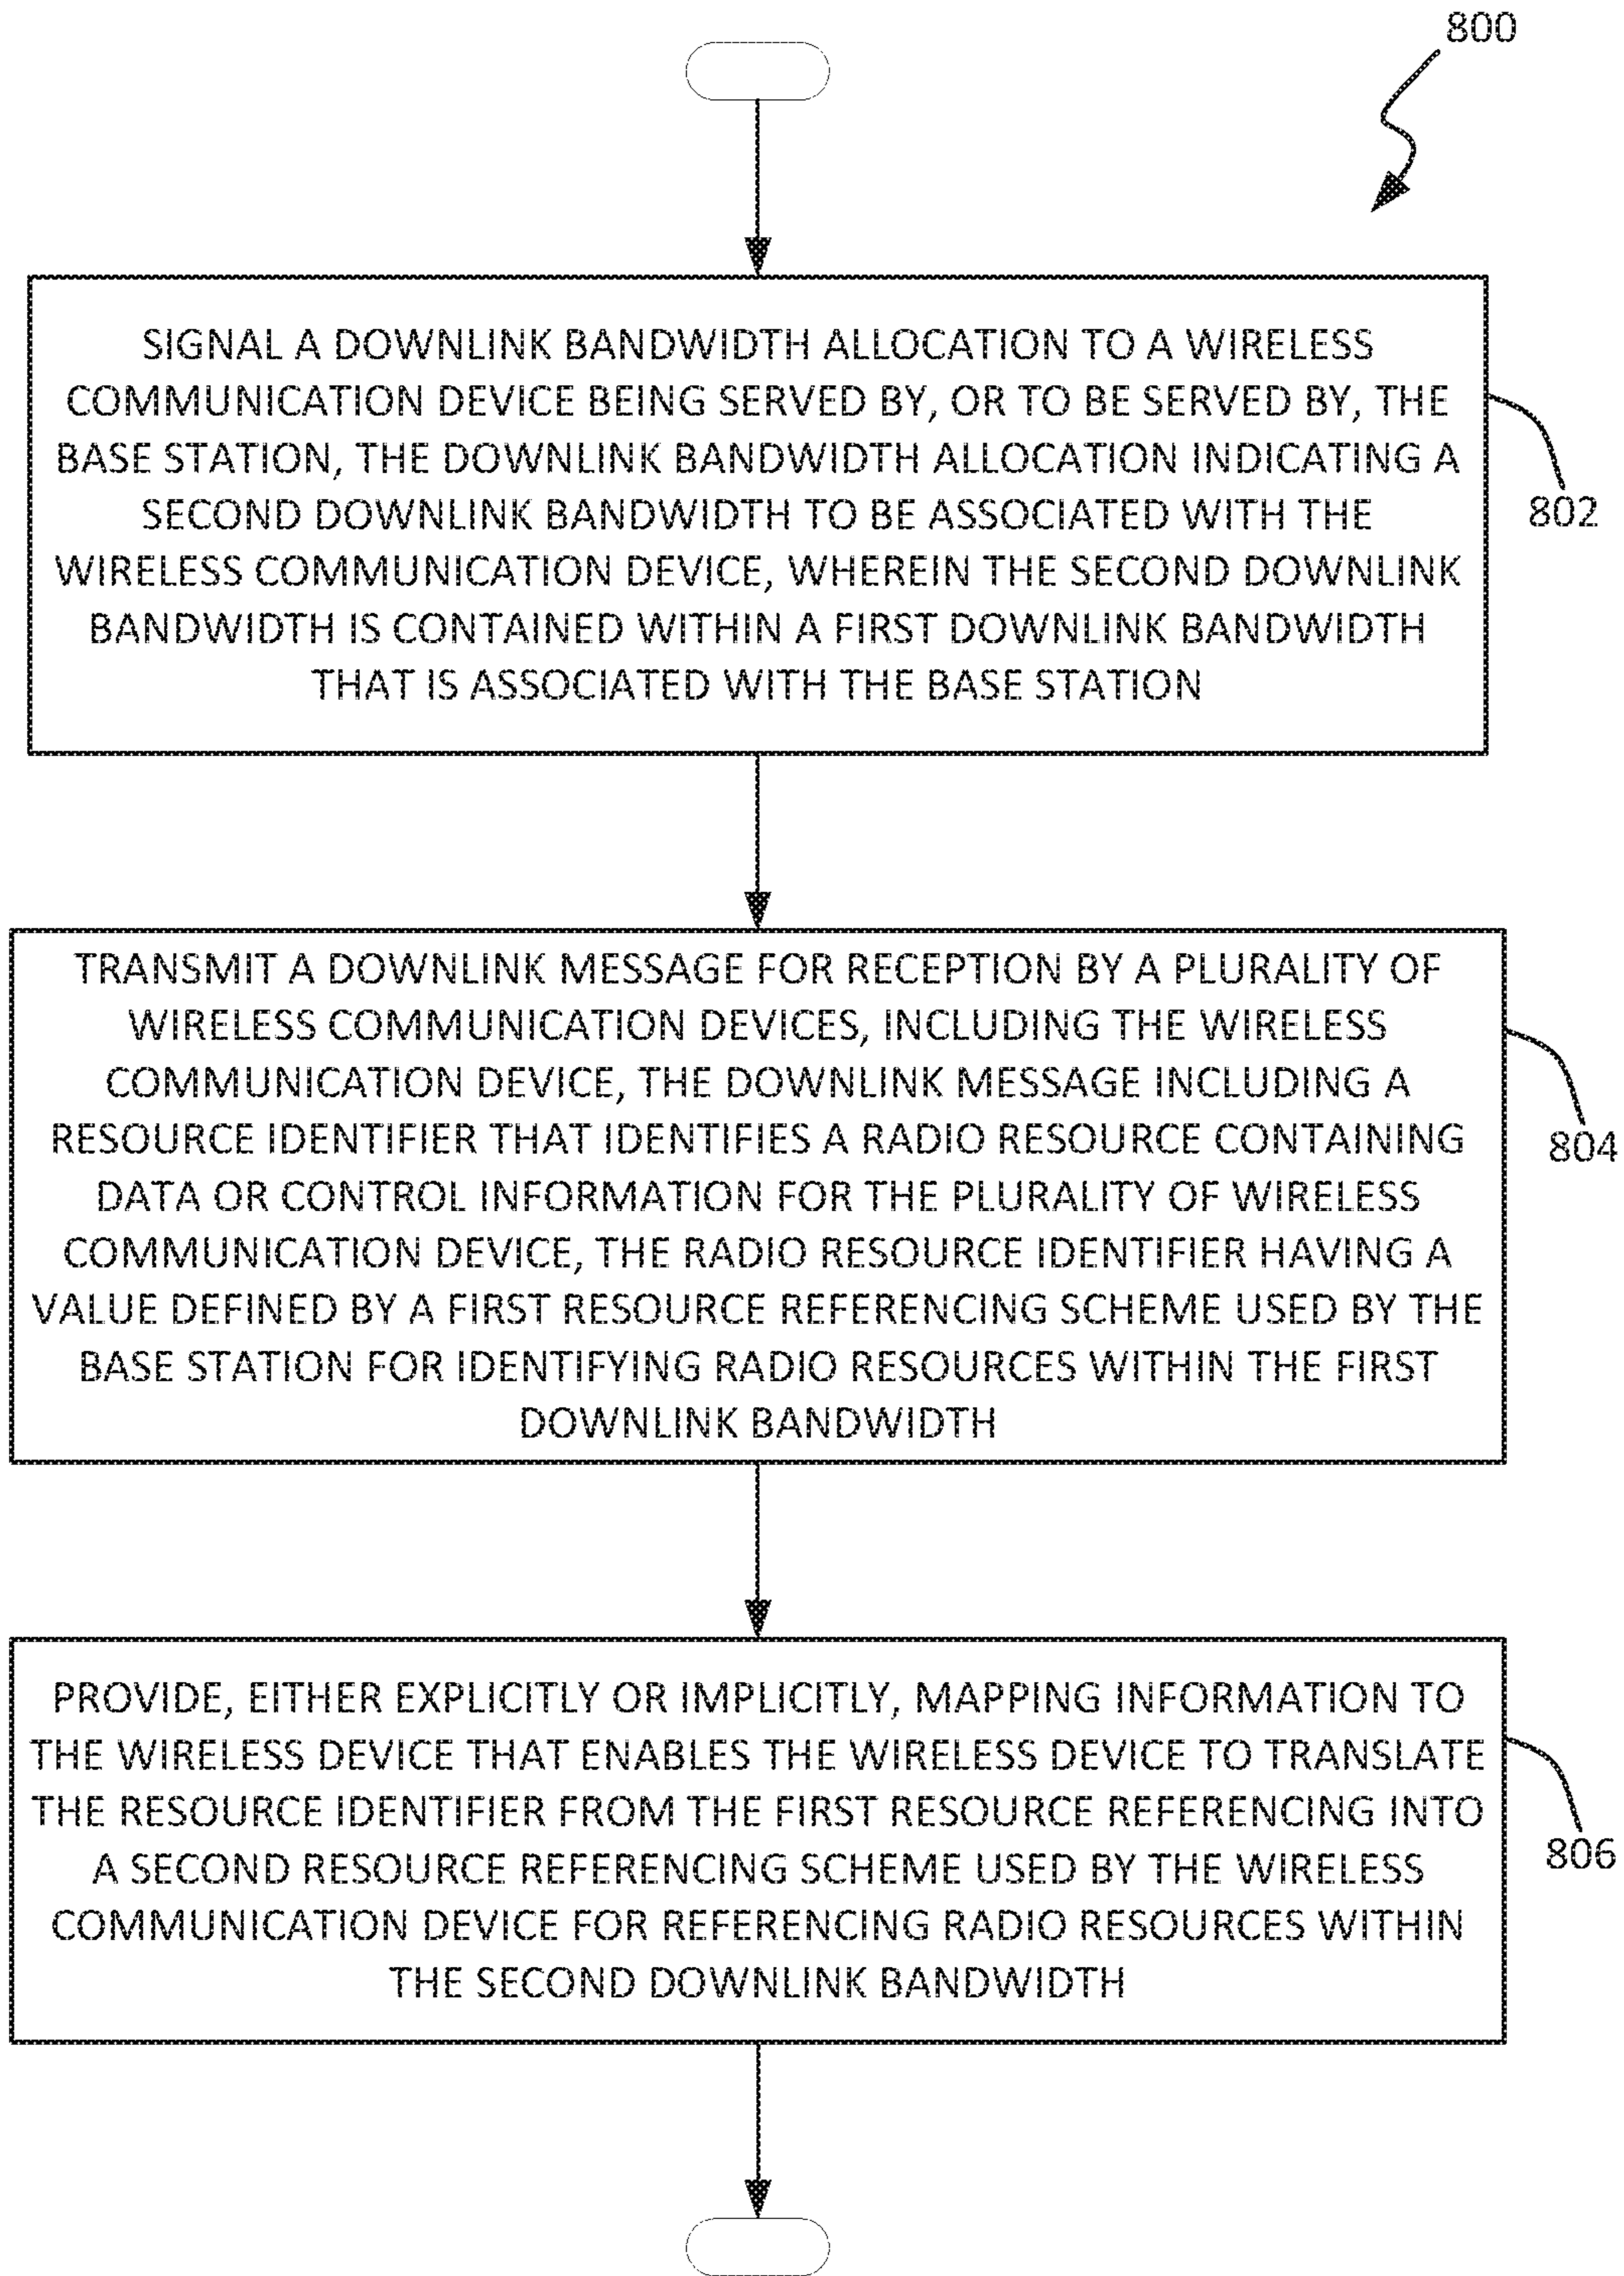 800
SIGNAL A DOWNLINK BANDWIDTH ALLOCATION TO A WIRELESS
COMMUNICATION DEVICE BEING SERVED BY, OR TO BE SERVED BY, THE
BASE STATION, THE DOWNLINK BANDWIDTH ALLOCATION INDICATING A
SECOND DOWNLINK BANDWIDTH TO BE ASSOCIATED WITH THE
WIRELESS COMMUNICATION DEVICE, WHEREIN THE SECOND DOWNLINK
BANDWIDTH IS CONTAINED WITHIN A FIRST DOWNLINK BANDWIDTH
THAT IS ASSOCIATED WITH THE BASE STATION
802
TRANSMIT A DOWNLINK MESSAGE FOR RECEPTION BY A PLURALITY OF
WIRELESS COMMUNICATION DEVICES, INCLUDING THE WIRELESS
COMMUNICATION DEVICE, THE DOWNLINK MESSAGE INCLUDING A
RESOURCE IDENTIFIER THAT IDENTIFIES A RADIO RESOURCE CONTAINING
DATA OR CONTROL INFORMATION FOR THE PLURALITY OF WIRELESS
COMMUNICATION DEVICE, THE RADIO RESOURCE IDENTIFIER HAVING A
VALUE DEFINED BY A FIRST RESOURCE REFERENCING SCHEME USED BY THE
BASE STATION FOR IDENTIFYING RADIO RESOURCES WITHIN THE FIRST
DOWNLINK BANDWIDTH
804
PROVIDE, EITHER EXPLICITLY OR IMPLICITLY, MAPPING INFORMATION TO
THE WIRELESS DEVICE THAT ENABLES THE WIRELESS DEVICE TO TRANSLATE
THE RESOURCE IDENTIFIER FROM THE FIRST RESOURCE REFERENCING INTO
A SECOND RESOURCE REFERENCING SCHEME USED BY THE WIRELESS
COMMUNICATION DEVICE FOR REFERENCING RADIO RESOURCES WITHIN
THE SECOND DOWNLINK BANDWIDTH
806